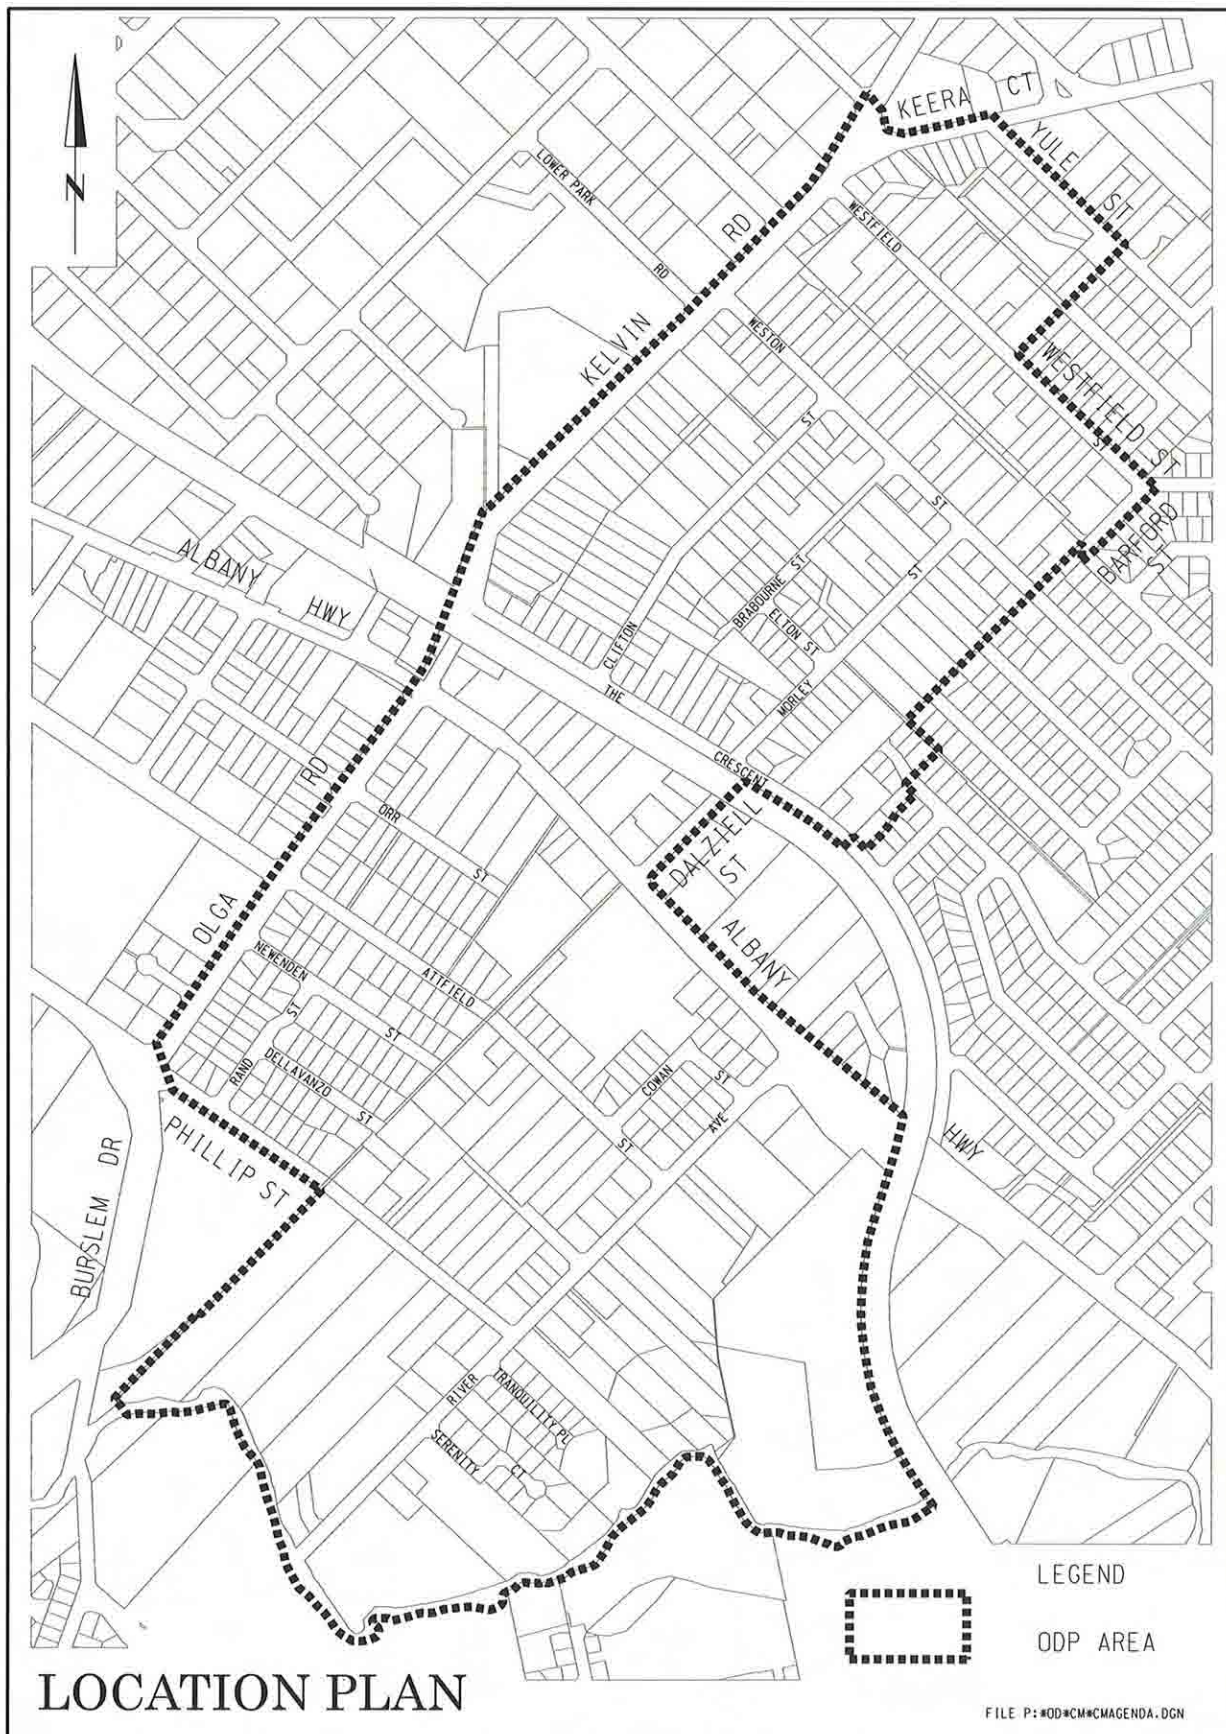 N
KEERA CT
YULE ST
LOWER PARK RD
KELVIN RD
WESTFIELD ST
WESTON ST
WESTFIELD ST
BARFORD ST
ALBANY HWY
CLIFTON ST
BRABOURNE ST
ELTON ST
MORLEY ST
THE CRESCENT
OLGA RD
ORR ST
DALZIELL ST
ALBANY HWY
NEWENDEN ST
ATTFIELD ST
RAND ST
DELLAVANZO ST
COWAN ST
RIVER AVE
PHILLIP ST
BURSLEM DR
TRANQUILITY PL
SERENITY CT
LEGEND
ODP AREA
LOCATION PLAN
FILE P:#OD#CM#CMAGENDA.DGN